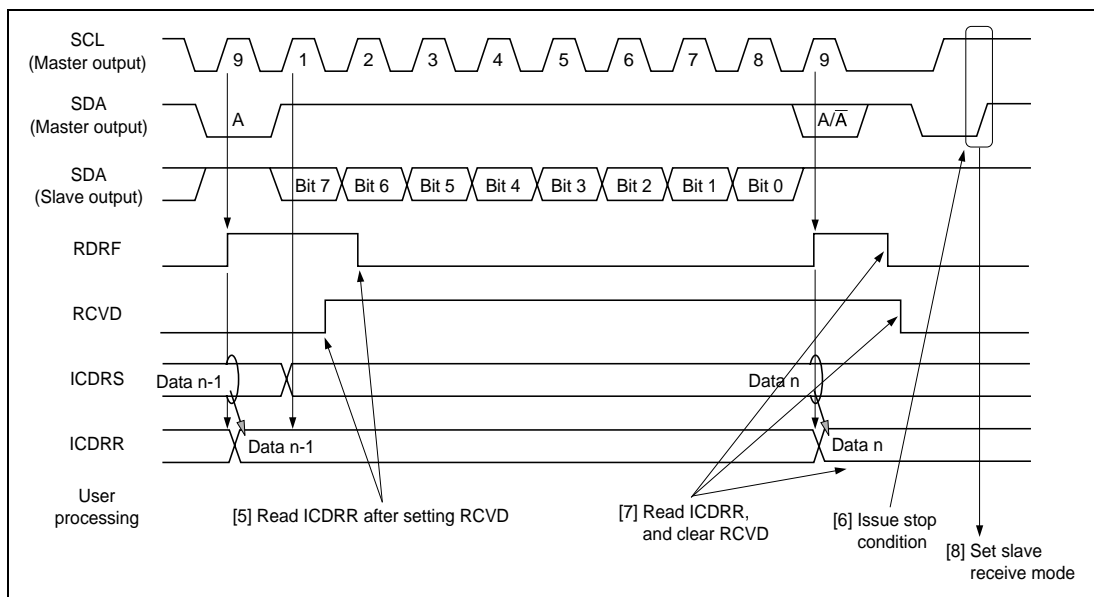 SCL
(Master output)
9 1 2 3 4 5 6 7 8 9
SDA
(Master output)
A A/A̅
SDA
(Slave output)
Bit 7 Bit 6 Bit 5 Bit 4 Bit 3 Bit 2 Bit 1 Bit 0
RDRF
RCVD
ICDRS
Data n-1 Data n
ICDRR
Data n-1 Data n
User
processing
[5] Read ICDRR after setting RCVD
[7] Read ICDRR,
and clear RCVD
[6] Issue stop
condition
[8] Set slave
receive mode